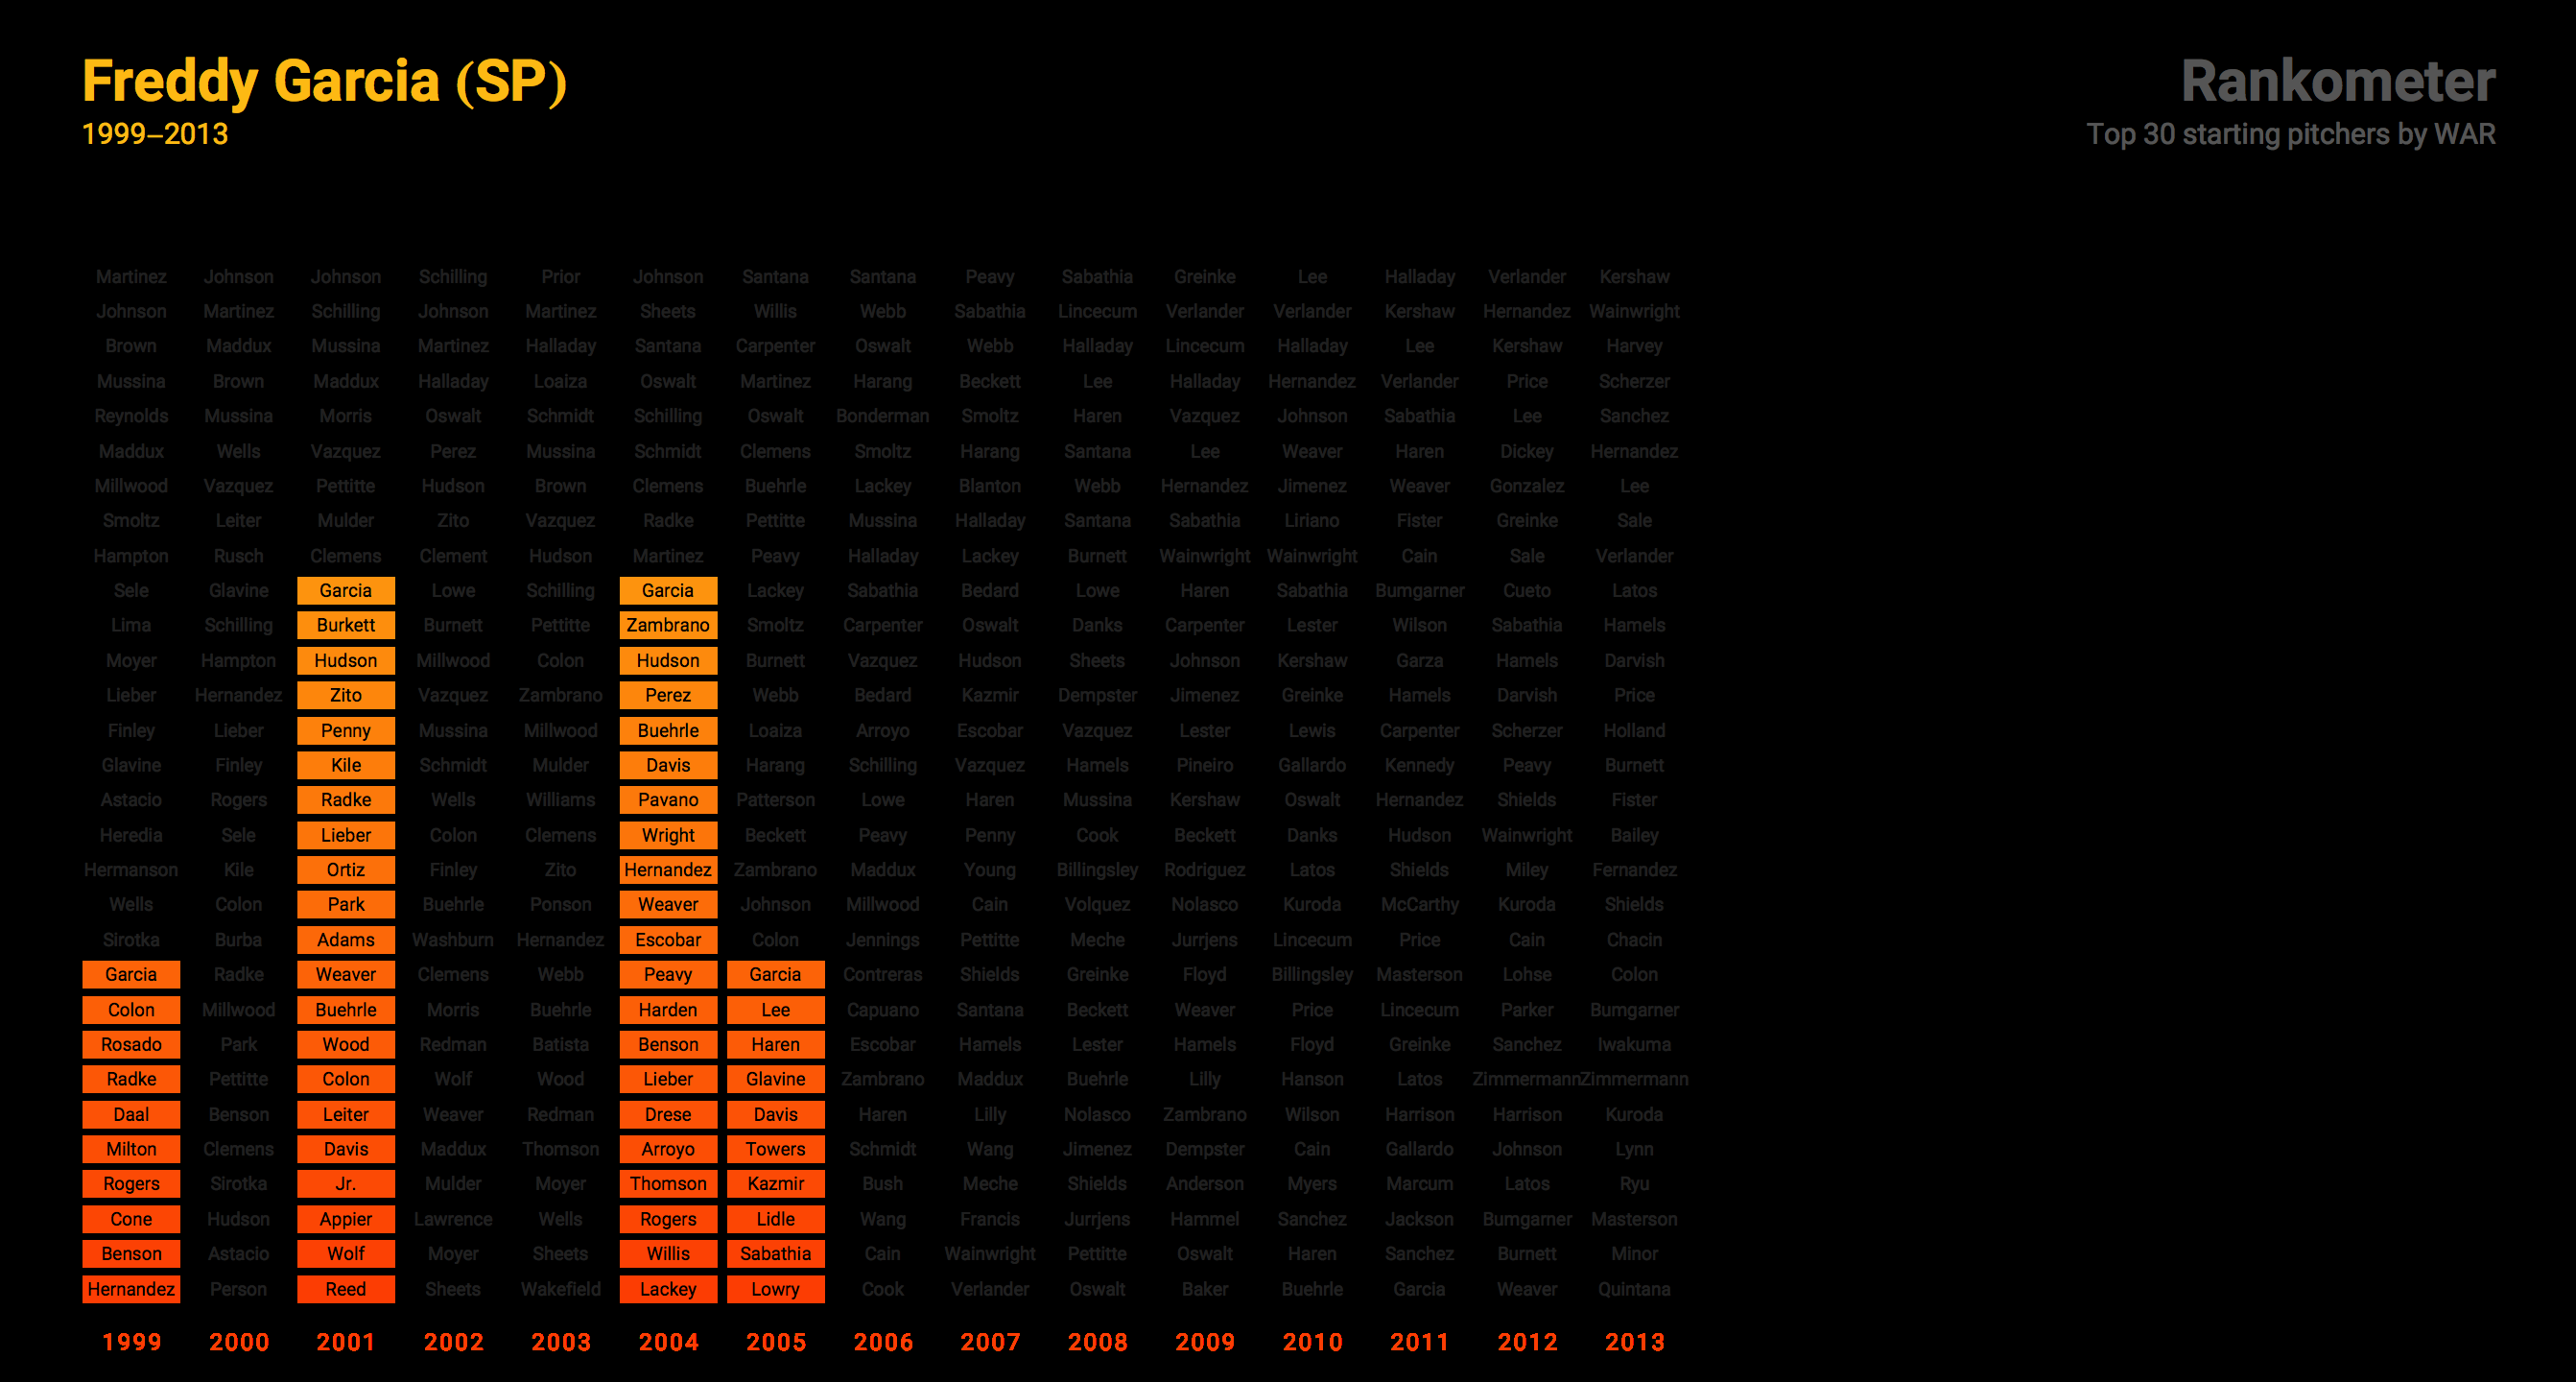 Freddy Garcia (SP)
1999–2013
Rankometer
Top 30 starting pitchers by WAR
Martinez Johnson Johnson Schilling Prior Johnson Santana Santana Peavy Sabathia Greinke Lee Halladay Verlander Kershaw
Johnson Martinez Schilling Johnson Martinez Sheets Willis Webb Sabathia Lincecum Verlander Verlander Kershaw Hernandez Wainwright
Brown Maddux Mussina Martinez Halladay Santana Carpenter Oswalt Webb Halladay Lincecum Halladay Lee Kershaw Harvey
Mussina Brown Maddux Halladay Loaiza Oswalt Martinez Harang Beckett Lee Halladay Hernandez Verlander Price Scherzer
Reynolds Mussina Morris Oswalt Schmidt Schilling Oswalt Bonderman Smoltz Haren Vazquez Johnson Sabathia Lee Sanchez
Maddux Wells Vazquez Perez Mussina Schmidt Clemens Smoltz Harang Santana Lee Weaver Haren Dickey Hernandez
Millwood Vazquez Pettitte Hudson Brown Clemens Buehrle Lackey Blanton Webb Hernandez Jimenez Weaver Gonzalez Lee
Smoltz Leiter Mulder Zito Vazquez Radke Pettitte Mussina Halladay Santana Sabathia Liriano Fister Greinke Sale
Hampton Rusch Clemens Clement Hudson Martinez Peavy Halladay Lackey Burnett Wainwright Wainwright Cain Sale Verlander
Sele Glavine Garcia Lowe Schilling Garcia Lackey Sabathia Bedard Lowe Haren Sabathia Bumgarner Cueto Latos
Lima Schilling Burkett Burnett Pettitte Zambrano Smoltz Carpenter Oswalt Danks Carpenter Lester Wilson Sabathia Hamels
Moyer Hampton Hudson Millwood Colon Hudson Burnett Vazquez Hudson Sheets Johnson Kershaw Garza Hamels Darvish
Lieber Hernandez Zito Vazquez Zambrano Perez Webb Bedard Kazmir Dempster Jimenez Greinke Hamels Darvish Price
Finley Lieber Penny Mussina Millwood Buehrle Loaiza Arroyo Escobar Vazquez Lester Lewis Carpenter Scherzer Holland
Glavine Finley Kile Schmidt Mulder Davis Harang Schilling Vazquez Hamels Pineiro Gallardo Kennedy Peavy Burnett
Astacio Rogers Radke Wells Williams Pavano Patterson Lowe Haren Mussina Kershaw Oswalt Hernandez Shields Fister
Heredia Sele Lieber Colon Clemens Wright Beckett Peavy Penny Cook Beckett Danks Hudson Wainwright Bailey
Hermanson Kile Ortiz Finley Zito Hernandez Zambrano Maddux Young Billingsley Rodriguez Latos Shields Miley Fernandez
Wells Colon Park Buehrle Ponson Weaver Johnson Millwood Cain Volquez Nolasco Kuroda McCarthy Kuroda Shields
Sirotka Burba Adams Washburn Hernandez Escobar Colon Jennings Pettitte Meche Jurrjens Lincecum Price Cain Chacin
Garcia Radke Weaver Clemens Webb Peavy Garcia Contreras Shields Greinke Floyd Billingsley Masterson Lohse Colon
Colon Millwood Buehrle Morris Buehrle Harden Lee Capuano Santana Beckett Weaver Price Lincecum Parker Bumgarner
Rosado Park Wood Redman Batista Benson Haren Escobar Hamels Lester Hamels Floyd Greinke Sanchez Iwakuma
Radke Pettitte Colon Wolf Wood Lieber Glavine Zambrano Maddux Buehrle Lilly Hanson Latos Zimmermann Zimmermann
Daal Benson Leiter Weaver Redman Drese Davis Haren Lilly Nolasco Zambrano Wilson Harrison Harrison Kuroda
Milton Clemens Davis Maddux Thomson Arroyo Towers Schmidt Wang Jimenez Dempster Cain Gallardo Johnson Lynn
Rogers Sirotka Jr. Mulder Moyer Thomson Kazmir Bush Meche Shields Anderson Myers Marcum Latos Ryu
Cone Hudson Appier Lawrence Wells Rogers Lidle Wang Francis Jurrjens Hammel Sanchez Jackson Bumgarner Masterson
Benson Astacio Wolf Moyer Sheets Willis Sabathia Cain Wainwright Pettitte Oswalt Haren Sanchez Burnett Minor
Hernandez Person Reed Sheets Wakefield Lackey Lowry Cook Verlander Oswalt Baker Buehrle Garcia Weaver Quintana
1999 2000 2001 2002 2003 2004 2005 2006 2007 2008 2009 2010 2011 2012 2013